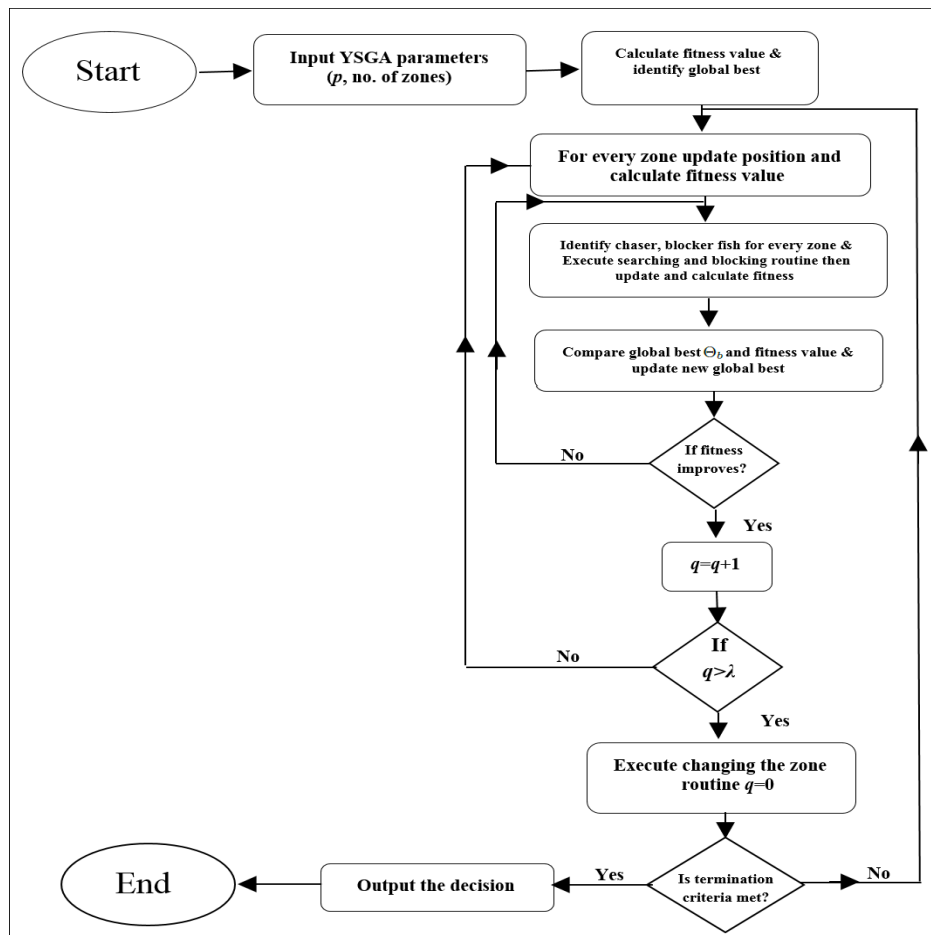 Start
Input YSGA parameters
(p, no. of zones)
Calculate fitness value &
identify global best
For every zone update position and
calculate fitness value
Identify chaser, blocker fish for every zone &
Execute searching and blocking routine then
update and calculate fitness
Compare global best Θb and fitness value &
update new global best
If fitness
improves?
No
Yes
q=q+1
If
q>λ
No
Yes
Execute changing the zone
routine q=0
Is termination
criteria met?
No
Yes
Output the decision
End